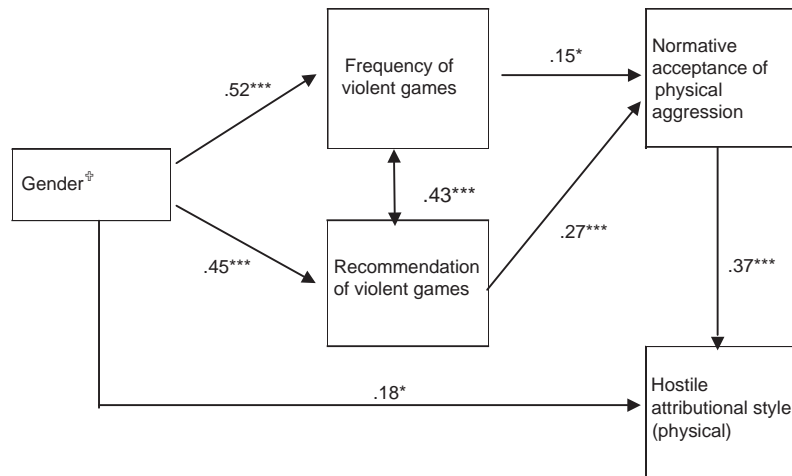 Frequency of
violent games
.15*
Normative
acceptance of
physical
aggression
.52***
Gender✞
.43***
.45***
Recommendation
of violent games
.27***
.37***
.18*
Hostile
attributional style
(physical)